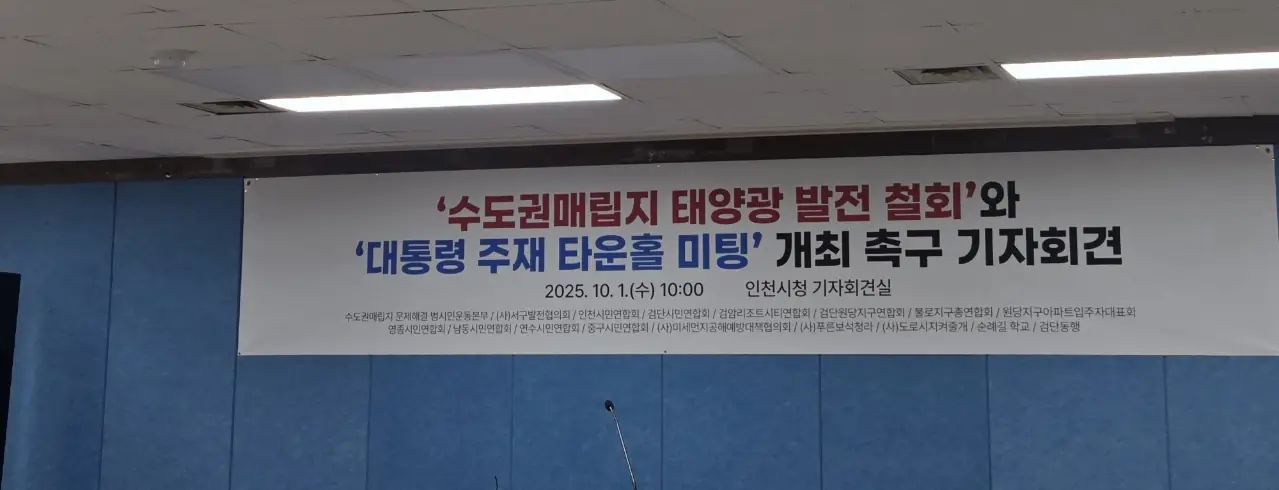 ‘수도권매립지 태양광 발전 철회’와
‘대통령 주재 타운홀 미팅’ 개최 촉구 기자회견
2025. 10. 1.(수) 10:00 인천시청 기자회견실
수도권매립지 문제해결 범시민운동본부 / (사)서구발전협의회 / 인천시민연합회 / 검단시민연합회 / 검암리조트시티연합회 / 검단원당지구연합회 / 불로지구총연합회 / 원당지구아파트입주자대표회
영종시민연합회 / 남동시민연합회 / 연수시민연합회 / 중구시민연합회 / (사)미세먼지공해예방대책협의회 / (사)푸른보석청라 / (사)도로시지켜줄개 / 순례길 학교 / 검단동행